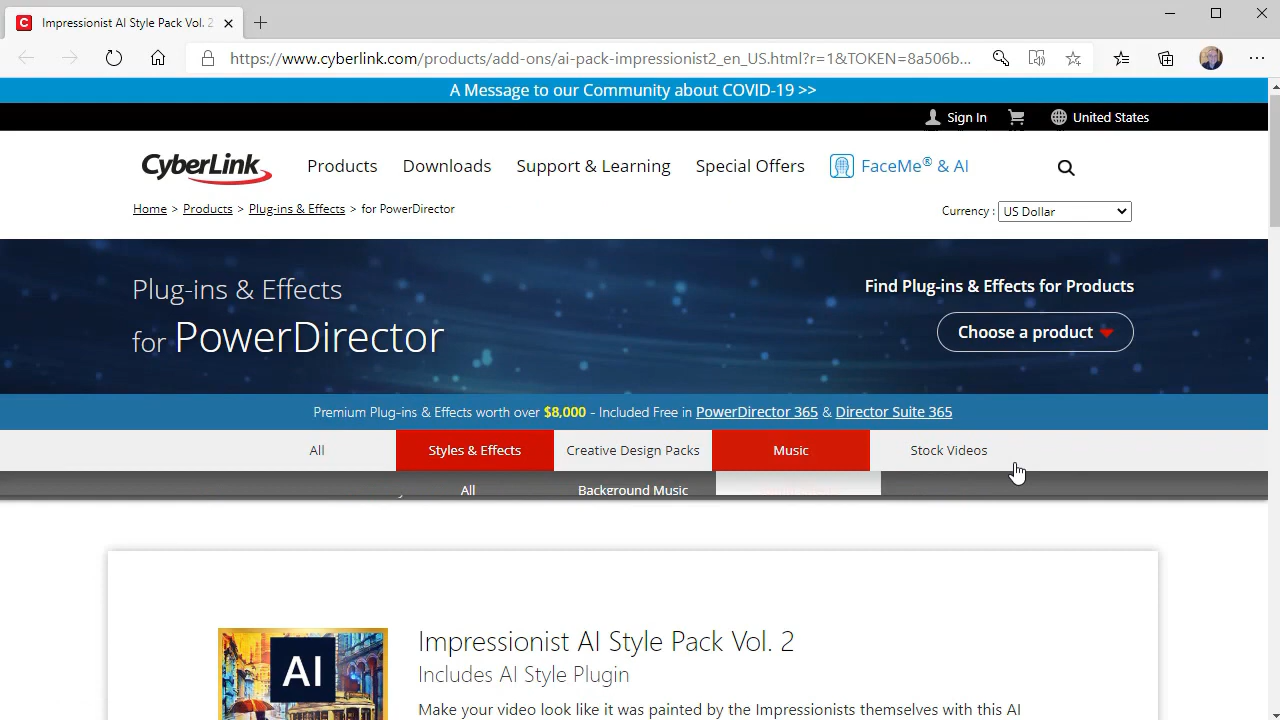 Impressionist AI Style Pack Vol. 2
https://www.cyberlink.com/products/add-ons/ai-pack-impressionist2_en_US.html?r=1&TOKEN=8a506b...
A Message to our Community about COVID-19 >>
Sign In United States
CyberLink Products Downloads Support & Learning Special Offers FaceMe® & AI
Home > Products > Plug-ins & Effects > for PowerDirector Currency : US Dollar
Plug-ins & Effects
for PowerDirector
Find Plug-ins & Effects for Products
Choose a product
Premium Plug-ins & Effects worth over $8,000 - Included Free in PowerDirector 365 & Director Suite 365
All Styles & Effects Creative Design Packs Music Stock Videos
All Background Music
AI
Impressionist AI Style Pack Vol. 2
Includes AI Style Plugin
Make your video look like it was painted by the Impressionists themselves with this AI